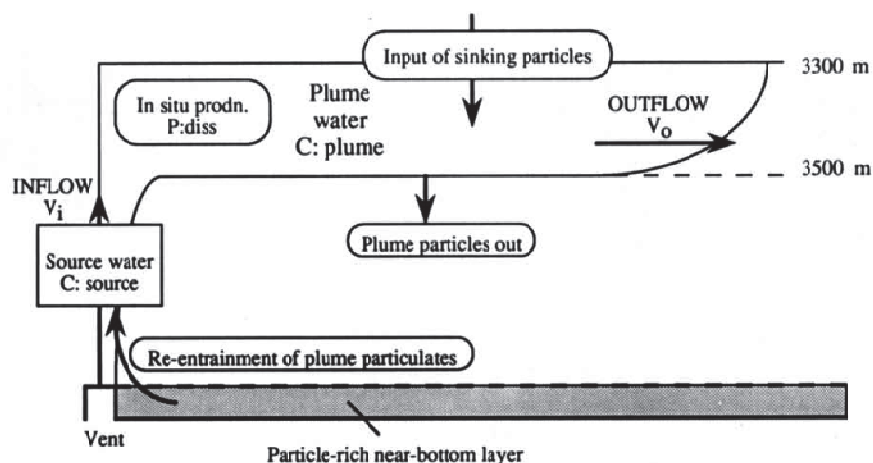 Input of sinking particles
3300 m
In situ prodn.
P:diss
Plume
water
C: plume
OUTFLOW
Vo
3500 m
INFLOW
Vi
Plume particles out
Source water
C: source
Re-entrainment of plume particulates
Vent
Particle-rich near-bottom layer